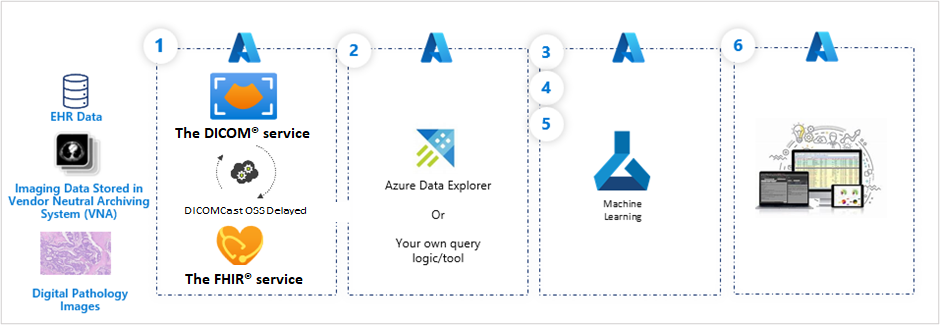 1
2
3
4
5
6
EHR Data
Imaging Data Stored in
Vendor Neutral Archiving
System (VNA)
Digital Pathology
Images
The DICOM® service
DICOMCast OSS Delayed
The FHIR® service
Azure Data Explorer
Or
Your own query
logic/tool
Machine
Learning